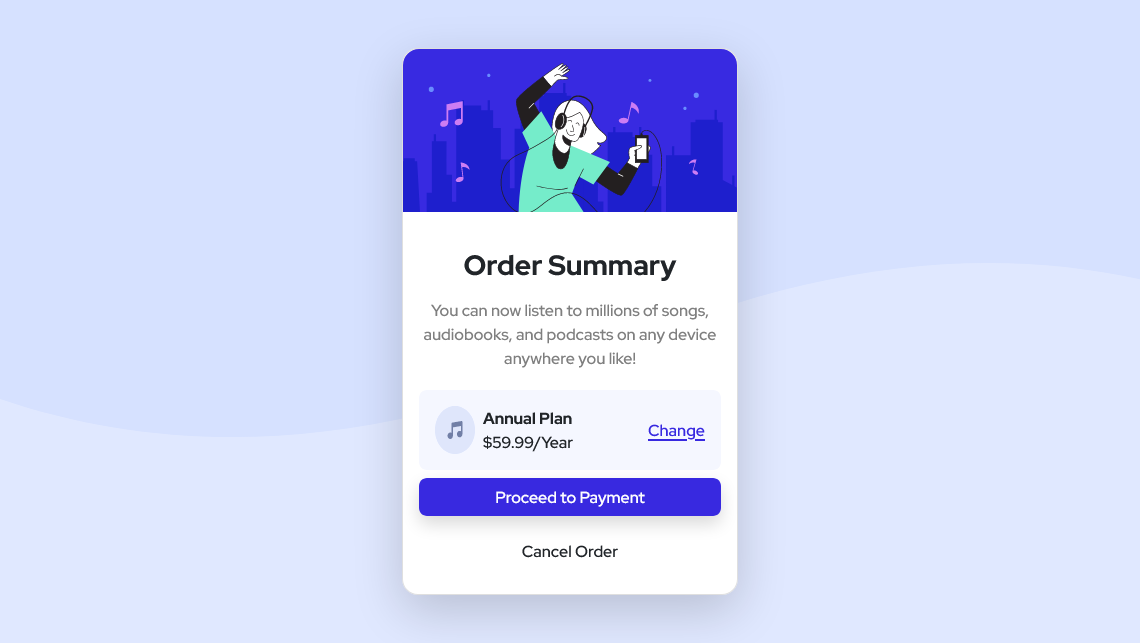 Order Summary
You can now listen to millions of songs,
audiobooks, and podcasts on any device
anywhere you like!
Annual Plan
$59.99/Year
Change
Proceed to Payment
Cancel Order